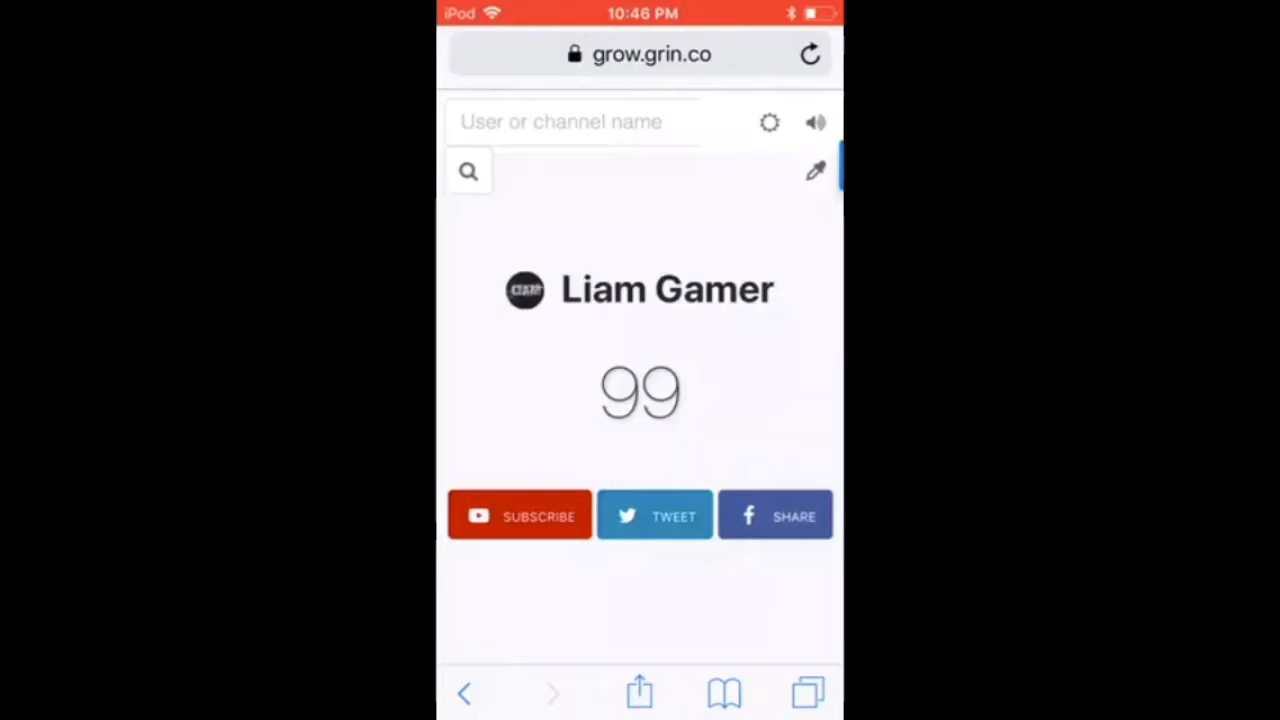 iPod 10:46 PM
grow.grin.co
User or channel name
Liam Gamer
99
SUBSCRIBE TWEET SHARE